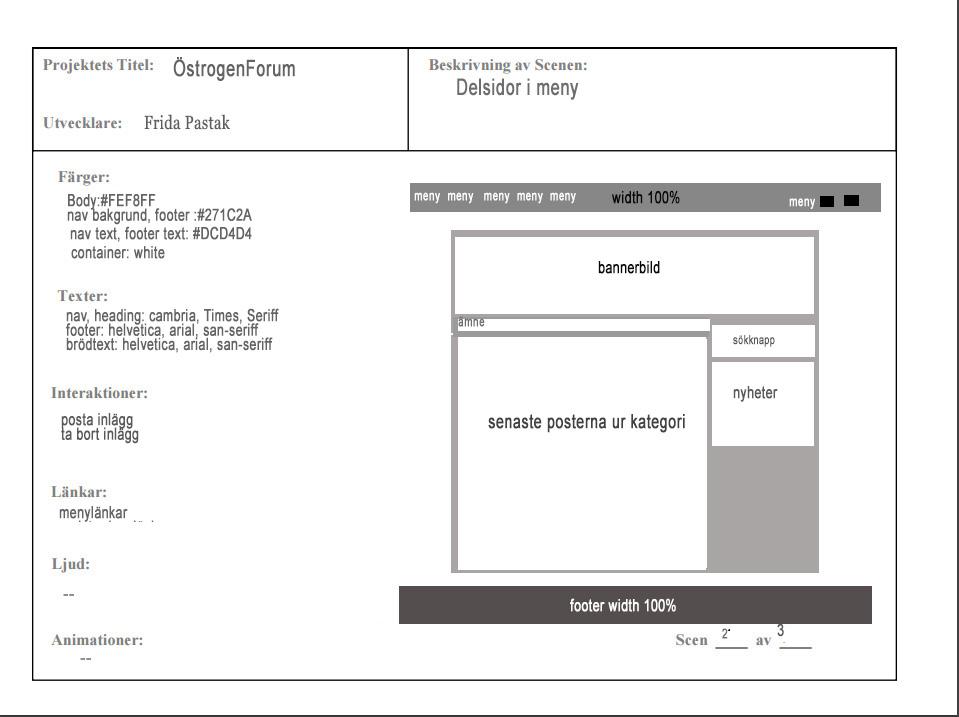 Projektets Titel: ÖstrogenForum
Utvecklare: Frida Pastak
Beskrivning av Scenen:
Delsidor i meny
Färger:
Body:#FEF8FF
nav bakgrund, footer :#271C2A
nav text, footer text: #DCD4D4
container: white
Texter:
nav, heading: cambria, Times, Seriff
footer: helvetica, arial, san-seriff
brödtext: helvetica, arial, san-seriff
Interaktioner:
posta inlägg
ta bort inlägg
Länkar:
menylänkar
Ljud:
--
Animationer:
--
meny meny meny meny meny width 100% meny
bannerbild
ämne
sökknapp
nyheter
senaste posterna ur kategori
footer width 100%
Scen 2 av 3